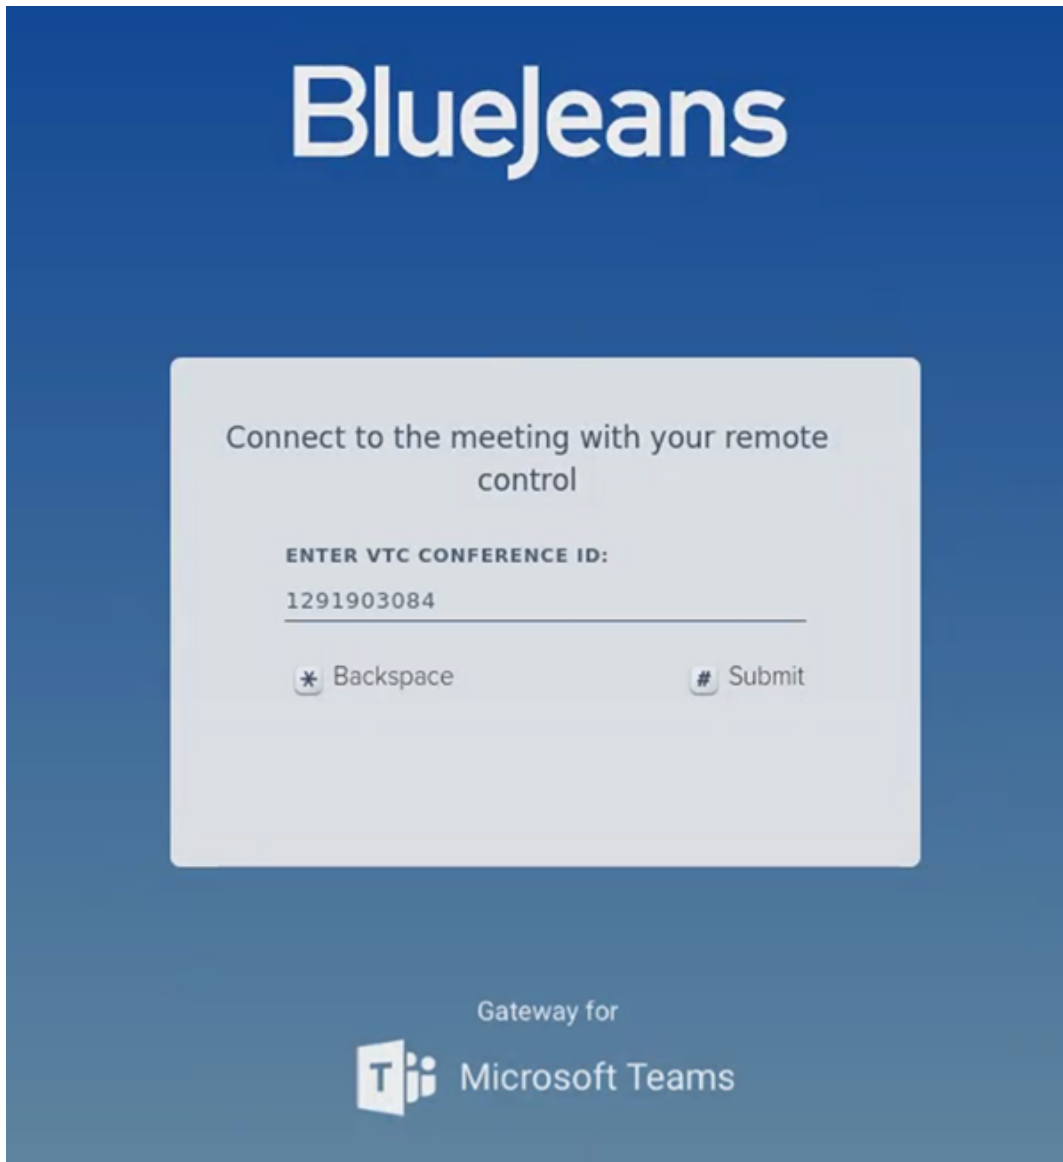 BlueJeans
Connect to the meeting with your remote
control
ENTER VTC CONFERENCE ID:
1291903084
* Backspace
# Submit
Gateway for
T Microsoft Teams